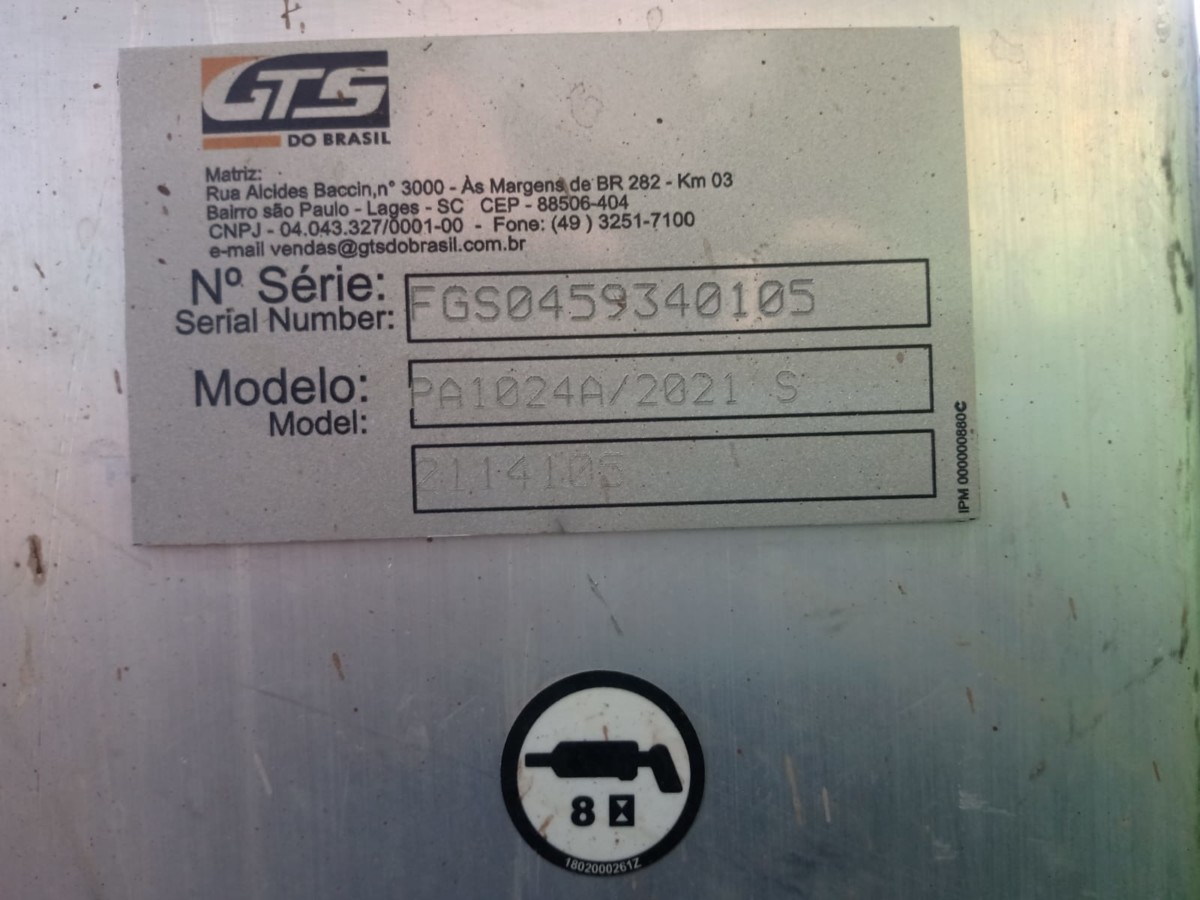 GTS
DO BRASIL
Matriz:
Rua Alcides Baccin,n° 3000 - Às Margens de BR 282 - Km 03
Bairro são Paulo - Lages - SC CEP - 88506-404
CNPJ - 04.043.327/0001-00 - Fone: (49 ) 3251-7100
e-mail vendas@gtsdobrasil.com.br
Nº Série: FGS0459340105
Serial Number:
Modelo: PA1024A/2021 S
Model:
2114105
IPM 000000880C
8
1802000261Z